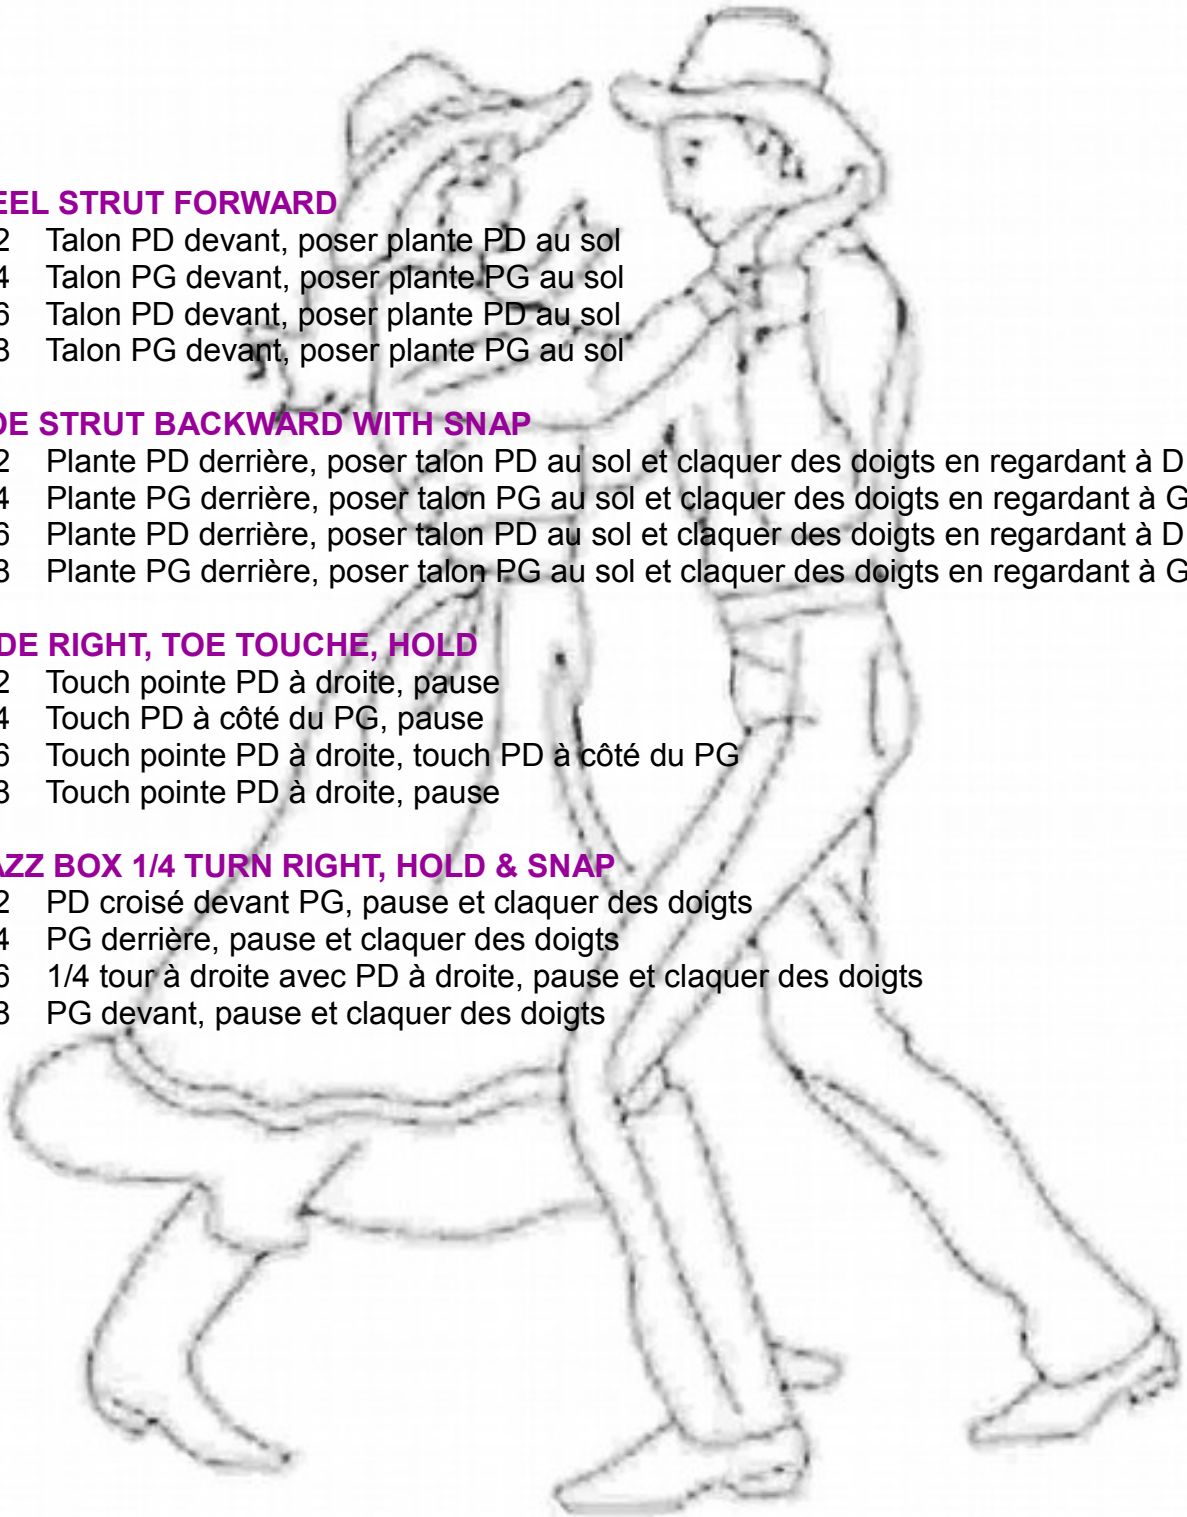 EEL STRUT FORWARD
2 Talon PD devant, poser plante PD au sol
4 Talon PG devant, poser plante PG au sol
6 Talon PD devant, poser plante PD au sol
8 Talon PG devant, poser plante PG au sol
OE STRUT BACKWARD WITH SNAP
2 Plante PD derrière, poser talon PD au sol et claquer des doigts en regardant à D
4 Plante PG derrière, poser talon PG au sol et claquer des doigts en regardant à G
6 Plante PD derrière, poser talon PD au sol et claquer des doigts en regardant à D
8 Plante PG derrière, poser talon PG au sol et claquer des doigts en regardant à G
IDE RIGHT, TOE TOUCHE, HOLD
2 Touch pointe PD à droite, pause
4 Touch PD à côté du PG, pause
6 Touch pointe PD à droite, touch PD à côté du PG
8 Touch pointe PD à droite, pause
AZZ BOX 1/4 TURN RIGHT, HOLD & SNAP
2 PD croisé devant PG, pause et claquer des doigts
4 PG derrière, pause et claquer des doigts
6 1/4 tour à droite avec PD à droite, pause et claquer des doigts
8 PG devant, pause et claquer des doigts